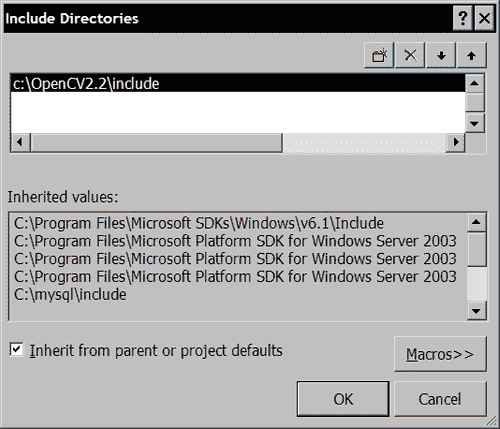 Include Directories
c:\OpenCV2.2\include
Inherited values:
C:\Program Files\Microsoft SDKs\Windows\v6.1\Include
C:\Program Files\Microsoft Platform SDK for Windows Server 2003
C:\Program Files\Microsoft Platform SDK for Windows Server 2003
C:\Program Files\Microsoft Platform SDK for Windows Server 2003
C:\mysql\include
Inherit from parent or project defaults
Macros>>
OK
Cancel